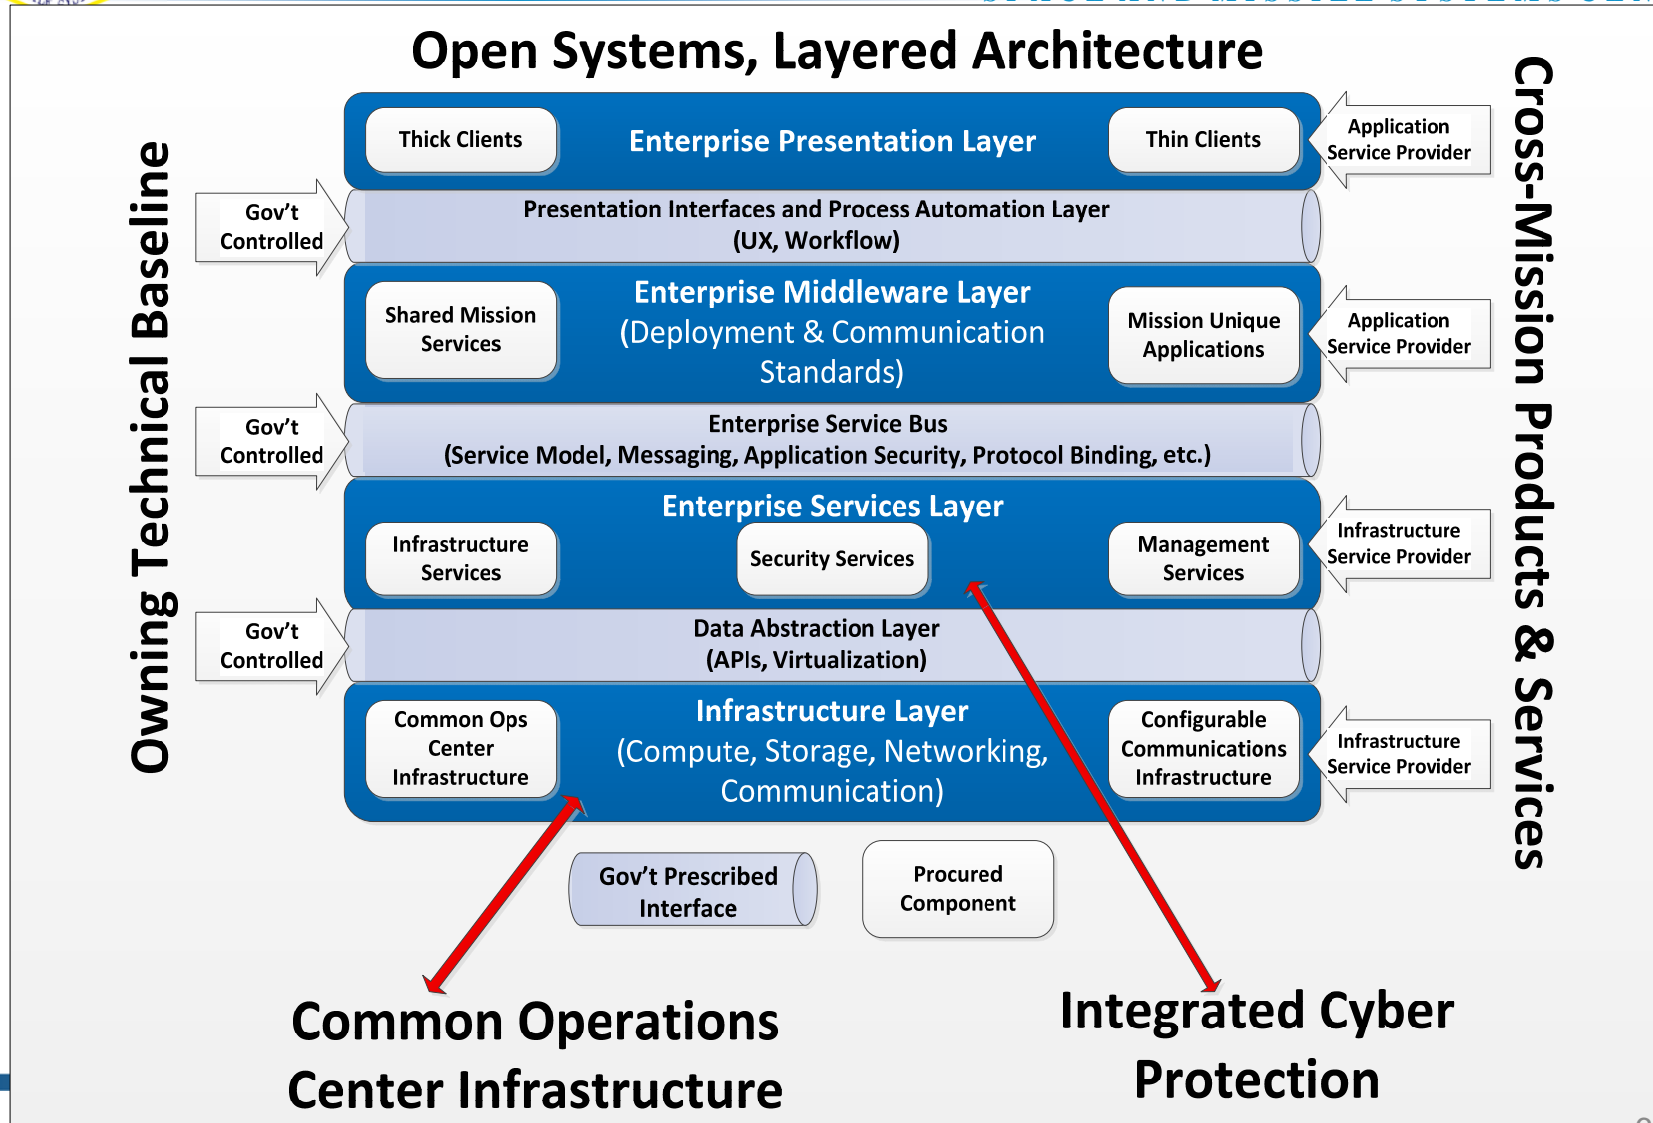 Open Systems, Layered Architecture
Owning Technical Baseline
Cross-Mission Products & Services
Thick Clients
Enterprise Presentation Layer
Thin Clients
Application
Service Provider
Gov't
Controlled
Presentation Interfaces and Process Automation Layer
(UX, Workflow)
Shared Mission
Services
Enterprise Middleware Layer
(Deployment & Communication
Standards)
Mission Unique
Applications
Application
Service Provider
Gov't
Controlled
Enterprise Service Bus
(Service Model, Messaging, Application Security, Protocol Binding, etc.)
Enterprise Services Layer
Infrastructure
Services
Security Services
Management
Services
Infrastructure
Service Provider
Gov't
Controlled
Data Abstraction Layer
(APIs, Virtualization)
Common Ops
Center
Infrastructure
Infrastructure Layer
(Compute, Storage, Networking,
Communication)
Configurable
Communications
Infrastructure
Infrastructure
Service Provider
Gov't Prescribed
Interface
Procured
Component
Common Operations
Center Infrastructure
Integrated Cyber
Protection